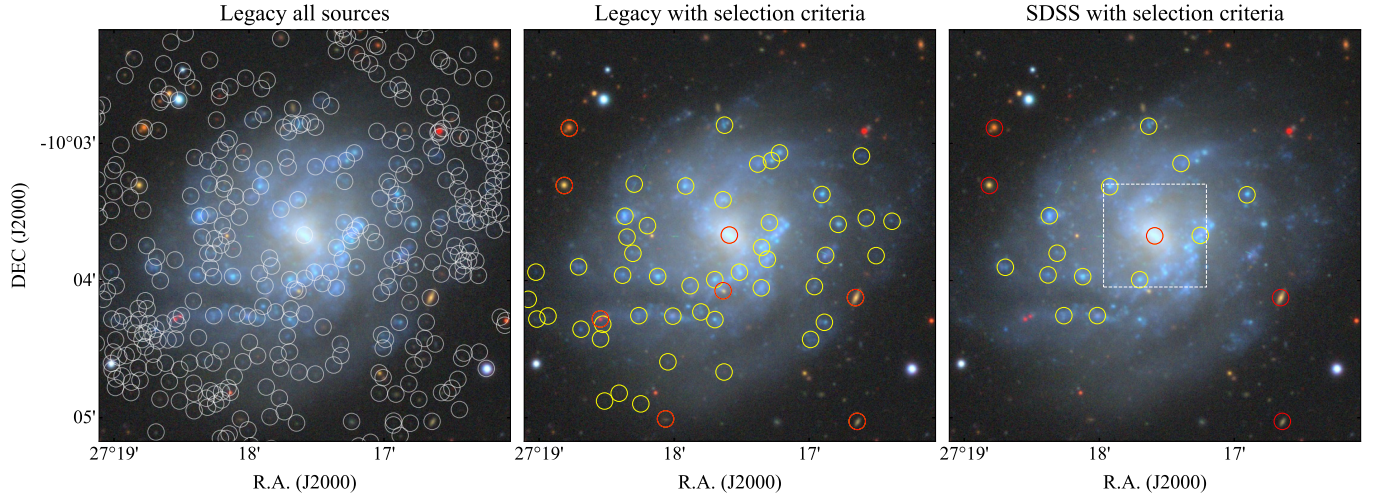 Legacy all sources
Legacy with selection criteria
SDSS with selection criteria
DEC (J2000)
-10°03'
04'
05'
27°19' 18' 17'
27°19' 18' 17'
27°19' 18' 17'
R.A. (J2000)
R.A. (J2000)
R.A. (J2000)